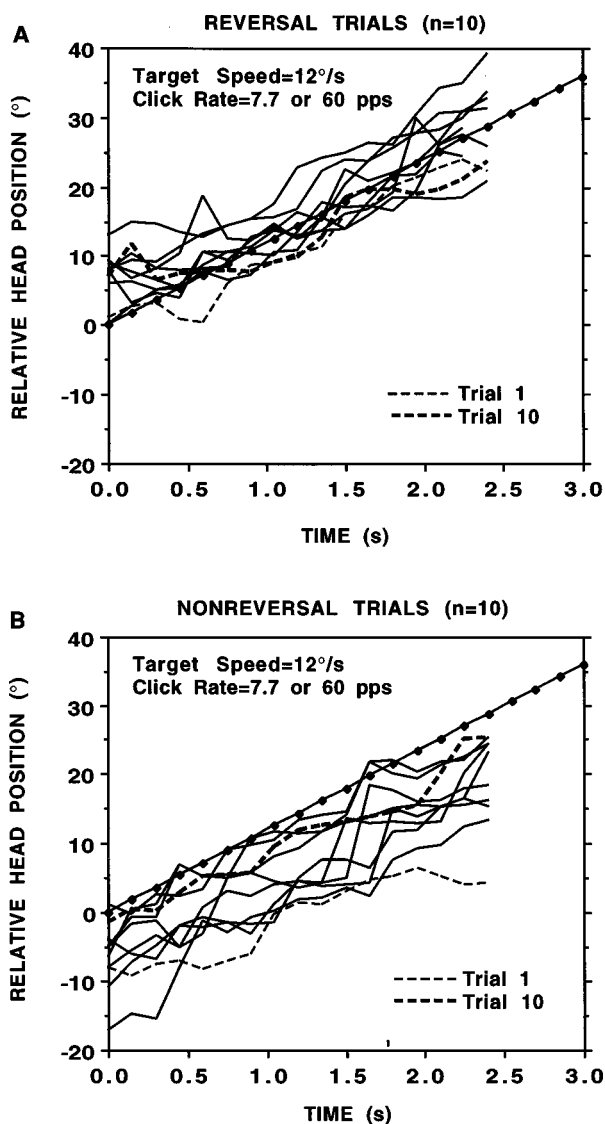 A
REVERSAL TRIALS (n=10)
Target Speed=12°/s
Click Rate=7.7 or 60 pps
RELATIVE HEAD POSITION (°)
40
30
20
10
0
-10
-20
Trial 1
Trial 10
0.0 0.5 1.0 1.5 2.0 2.5 3.0
TIME (s)
B
NONREVERSAL TRIALS (n=10)
Target Speed=12°/s
Click Rate=7.7 or 60 pps
RELATIVE HEAD POSITION (°)
40
30
20
10
0
-10
-20
Trial 1
Trial 10
0.0 0.5 1.0 1.5 2.0 2.5 3.0
TIME (s)